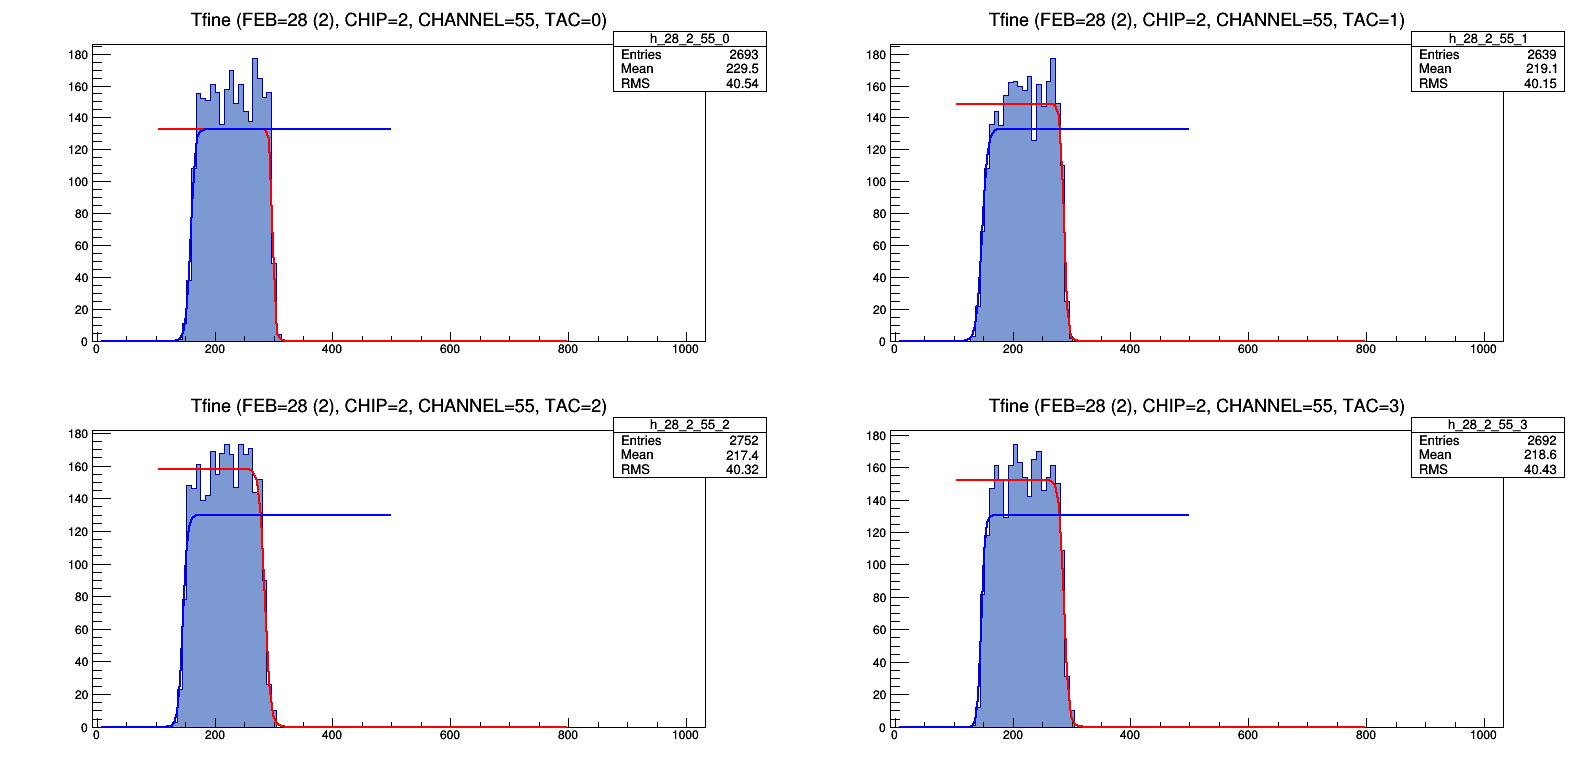 Tfine (FEB=28 (2), CHIP=2, CHANNEL=55, TAC=0)
h_28_2_55_0
Entries 2693
Mean 229.5
RMS 40.54
180
160
140
120
100
80
60
40
20
0
0 200 400 600 800 1000
Tfine (FEB=28 (2), CHIP=2, CHANNEL=55, TAC=1)
h_28_2_55_1
Entries 2639
Mean 219.1
RMS 40.15
180
160
140
120
100
80
60
40
20
0
0 200 400 600 800 1000
Tfine (FEB=28 (2), CHIP=2, CHANNEL=55, TAC=2)
h_28_2_55_2
Entries 2752
Mean 217.4
RMS 40.32
180
160
140
120
100
80
60
40
20
0
0 200 400 600 800 1000
Tfine (FEB=28 (2), CHIP=2, CHANNEL=55, TAC=3)
h_28_2_55_3
Entries 2692
Mean 218.6
RMS 40.43
180
160
140
120
100
80
60
40
20
0
0 200 400 600 800 1000